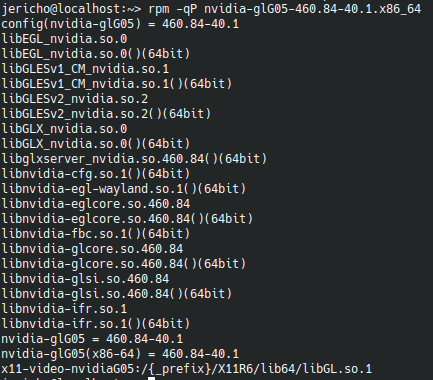 jericho@localhost:~> rpm -qP nvidia-glG05-460.84-40.1.x86_64
config(nvidia-glG05) = 460.84-40.1
libEGL_nvidia.so.0
libEGL_nvidia.so.0()(64bit)
libGLESv1_CM_nvidia.so.1
libGLESv1_CM_nvidia.so.1()(64bit)
libGLESv2_nvidia.so.2
libGLESv2_nvidia.so.2()(64bit)
libGLX_nvidia.so.0
libGLX_nvidia.so.0()(64bit)
libglxserver_nvidia.so.460.84()(64bit)
libnvidia-cfg.so.1()(64bit)
libnvidia-egl-wayland.so.1()(64bit)
libnvidia-eglcore.so.460.84
libnvidia-eglcore.so.460.84()(64bit)
libnvidia-fbc.so.1()(64bit)
libnvidia-glcore.so.460.84
libnvidia-glcore.so.460.84()(64bit)
libnvidia-glsi.so.460.84
libnvidia-glsi.so.460.84()(64bit)
libnvidia-ifr.so.1
libnvidia-ifr.so.1()(64bit)
nvidia-glG05 = 460.84-40.1
nvidia-glG05(x86-64) = 460.84-40.1
x11-video-nvidiaG05:/{_prefix}/X11R6/lib64/libGL.so.1